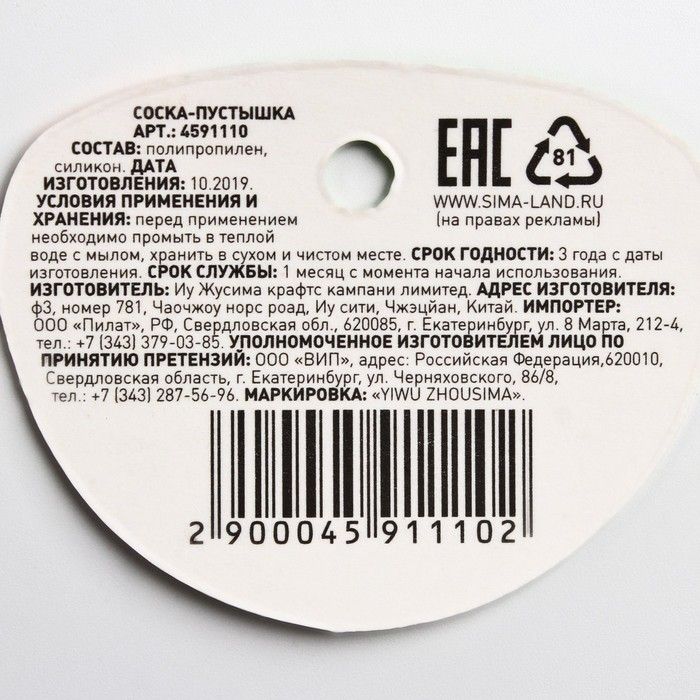 СОСКА-ПУСТЫШКА
АРТ.: 4591110
СОСТАВ: полипропилен,
силикон. ДАТА
ИЗГОТОВЛЕНИЯ: 10.2019.
УСЛОВИЯ ПРИМЕНЕНИЯ И
ХРАНЕНИЯ: перед применением
необходимо промыть в теплой
воде с мылом, хранить в сухом и чистом месте. СРОК ГОДНОСТИ: 3 года с даты
изготовления. СРОК СЛУЖБЫ: 1 месяц с момента начала использования.
ИЗГОТОВИТЕЛЬ: Иу Жусима крафтс кампани лимитед. АДРЕС ИЗГОТОВИТЕЛЯ:
ф3, номер 781, Чаочжоу норс роад, Иу сити, Чжэцйан, Китай. ИМПОРТЕР:
ООО «Пилат», РФ, Свердловская обл., 620085, г. Екатеринбург, ул. 8 Марта, 212-4,
тел.: +7 (343) 379-03-85. УПОЛНОМОЧЕННОЕ ИЗГОТОВИТЕЛЕМ ЛИЦО ПО
ПРИНЯТИЮ ПРЕТЕНЗИЙ: ООО «ВИП», адрес: Российская Федерация,620010,
Свердловская область, г. Екатеринбург, ул. Черняховского, 86/8,
тел.: +7 (343) 287-56-96. МАРКИРОВКА: «YIWU ZHOUSIMA».
EAC
81
WWW.SIMA-LAND.RU
(на правах рекламы)
2 900045 911102